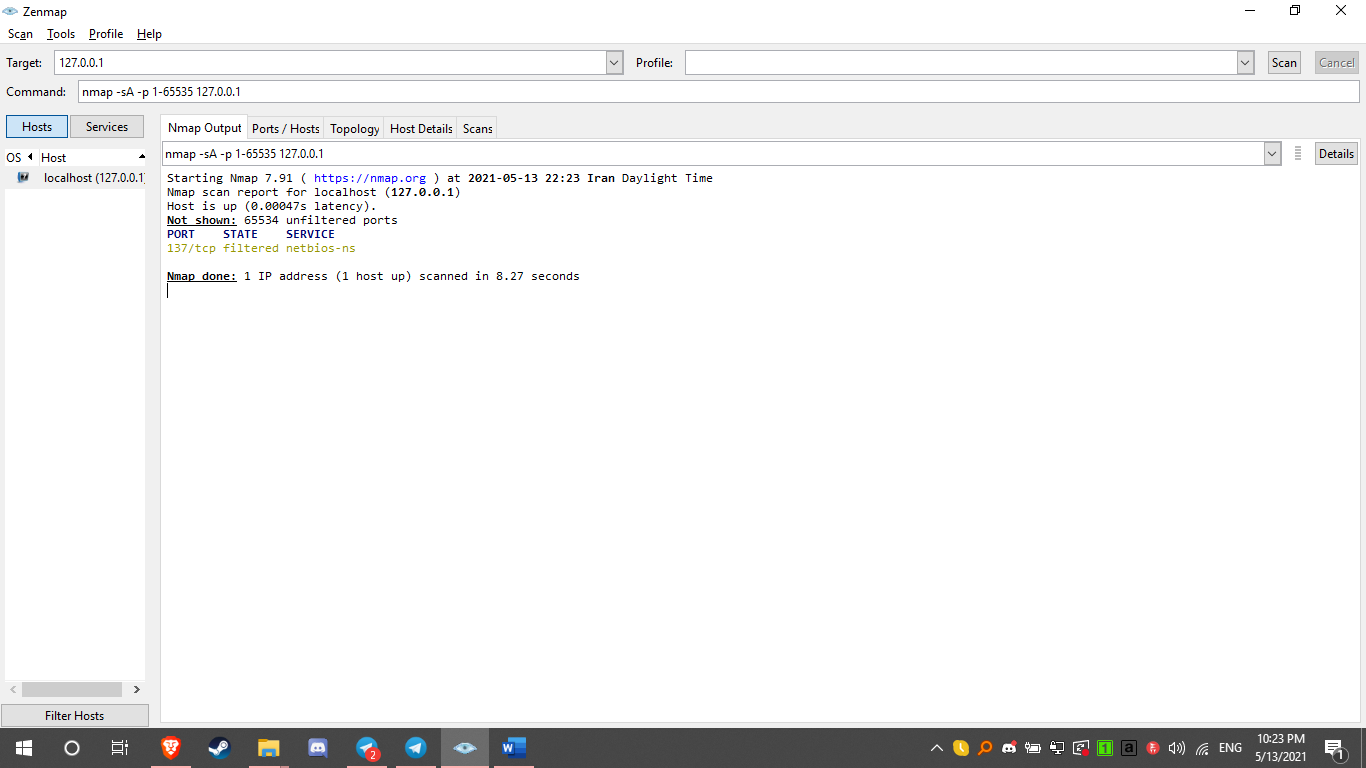 Zenmap
Scan Tools Profile Help
Target: 127.0.0.1 Profile: Scan Cancel
Command: nmap -sA -p 1-65535 127.0.0.1
Hosts Services
Nmap Output Ports / Hosts Topology Host Details Scans
OS Host
nmap -sA -p 1-65535 127.0.0.1 Details
localhost (127.0.0.1)
Starting Nmap 7.91 ( https://nmap.org ) at 2021-05-13 22:23 Iran Daylight Time
Nmap scan report for localhost (127.0.0.1)
Host is up (0.00047s latency).
Not shown: 65534 unfiltered ports
PORT STATE SERVICE
137/tcp filtered netbios-ns
Nmap done: 1 IP address (1 host up) scanned in 8.27 seconds
Filter Hosts
2
W
1
a
ENG
10:23 PM
5/13/2021
1